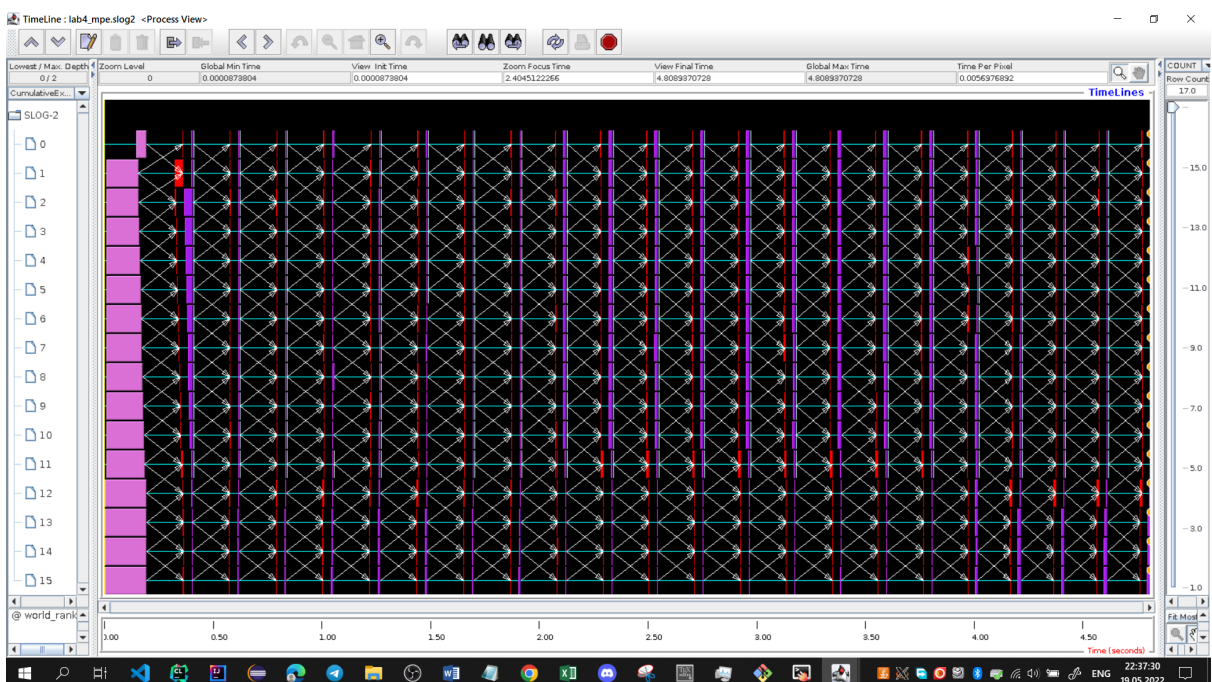 TimeLine : lab4_mpe.slog2 <Process View>
Lowest / Max. Depth Zoom Level Global Min Time View Init Time Zoom Focus Time View Final Time Global Max Time Time Per Pixel
0 / 2 0 0.0000873804 0.0000873804 2.4045122266 4.8089370728 4.8089370728 0.0056976892
CumulativeEx...
TimeLines
COUNT
Row Count
17.0
SLOG-2
0
1
2
3
4
5
6
7
8
9
10
11
12
13
14
15
15.0
13.0
11.0
9.0
7.0
5.0
3.0
1.0
@ world_rank
Fit Most
0.50 1.00 1.50 2.00 2.50 3.00 3.50 4.00 4.50
Time (seconds)
ENG
22:37:30
19.05.2022